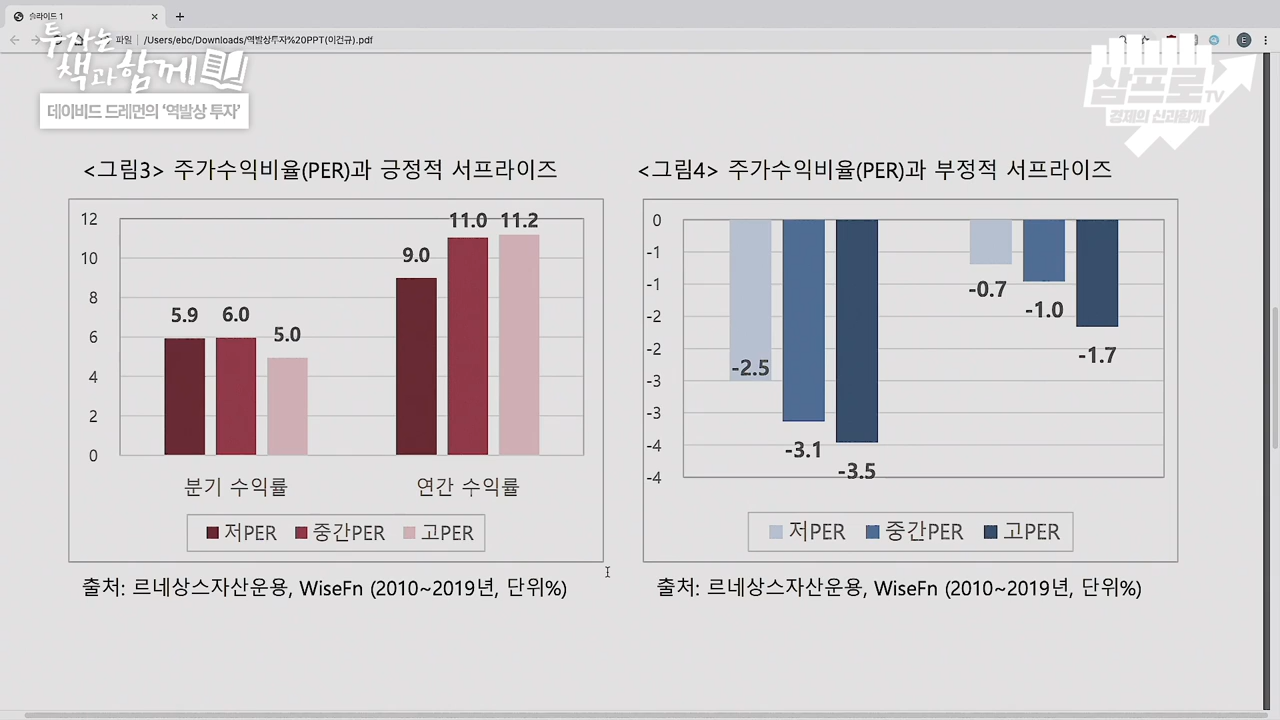 슬라이드 1
파일
/Users/ebc/Downloads/역발상투자%20PPT(이건규).pdf
E
투자는
책과함께
데이비드 드레먼의 '역발상 투자'
삼프로TV
경제의 신과함께
<그림3> 주가수익비율(PER)과 긍정적 서프라이즈
12
10
8
6
4
2
0
5.9
6.0
5.0
9.0
11.0
11.2
분기 수익률
연간 수익률
저PER
중간PER
고PER
출처: 르네상스자산운용, WiseFn (2010~2019년, 단위%)
<그림4> 주가수익비율(PER)과 부정적 서프라이즈
0
-1
-1
-2
-2
-3
-3
-4
-4
-2.5
-3.1
-3.5
-0.7
-1.0
-1.7
저PER
중간PER
고PER
출처: 르네상스자산운용, WiseFn (2010~2019년, 단위%)